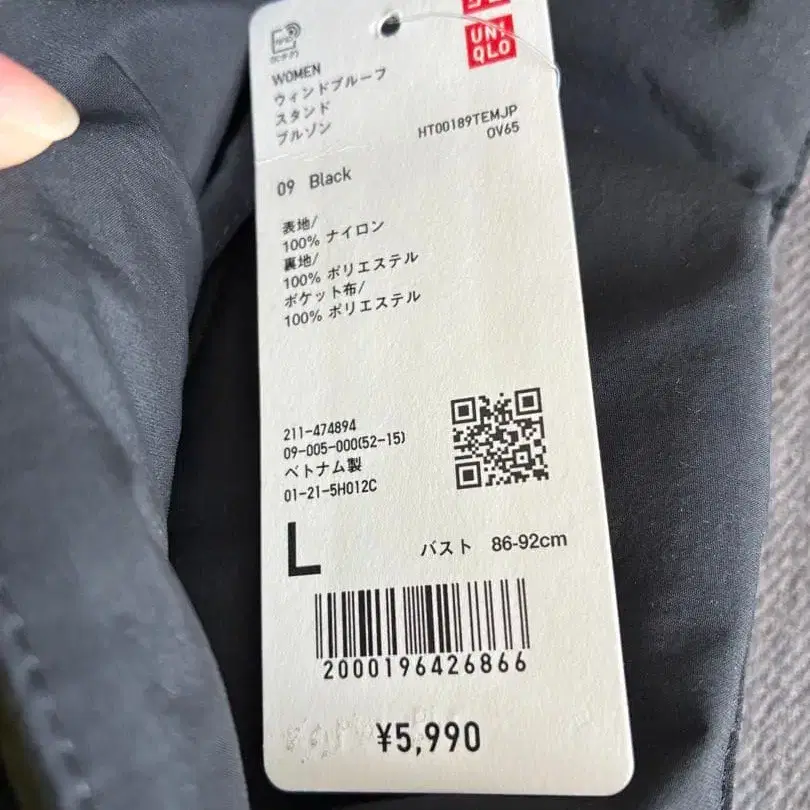 UNI
QLO
WOMEN
ウィンドプルーフ
スタンド
ブルゾン
HT00189TEMJP
OV65
09 Black
表地/
100% ナイロン
裏地/
100% ポリエステル
ポケット布/
100% ポリエステル
211-474894
09-005-000(52-15)
ベトナム製
01-21-5H012C
L
バスト 86-92cm
2000196426866
¥5,990